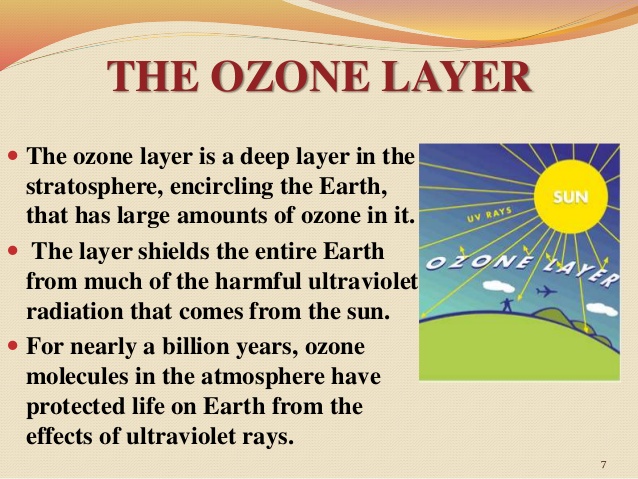 THE OZONE LAYER
• The ozone layer is a deep layer in the
stratosphere, encircling the Earth,
that has large amounts of ozone in it.
• The layer shields the entire Earth
from much of the harmful ultraviolet
radiation that comes from the sun.
• For nearly a billion years, ozone
molecules in the atmosphere have
protected life on Earth from the
effects of ultraviolet rays.
SUN
UV RAYS
OZONE LAYER
7